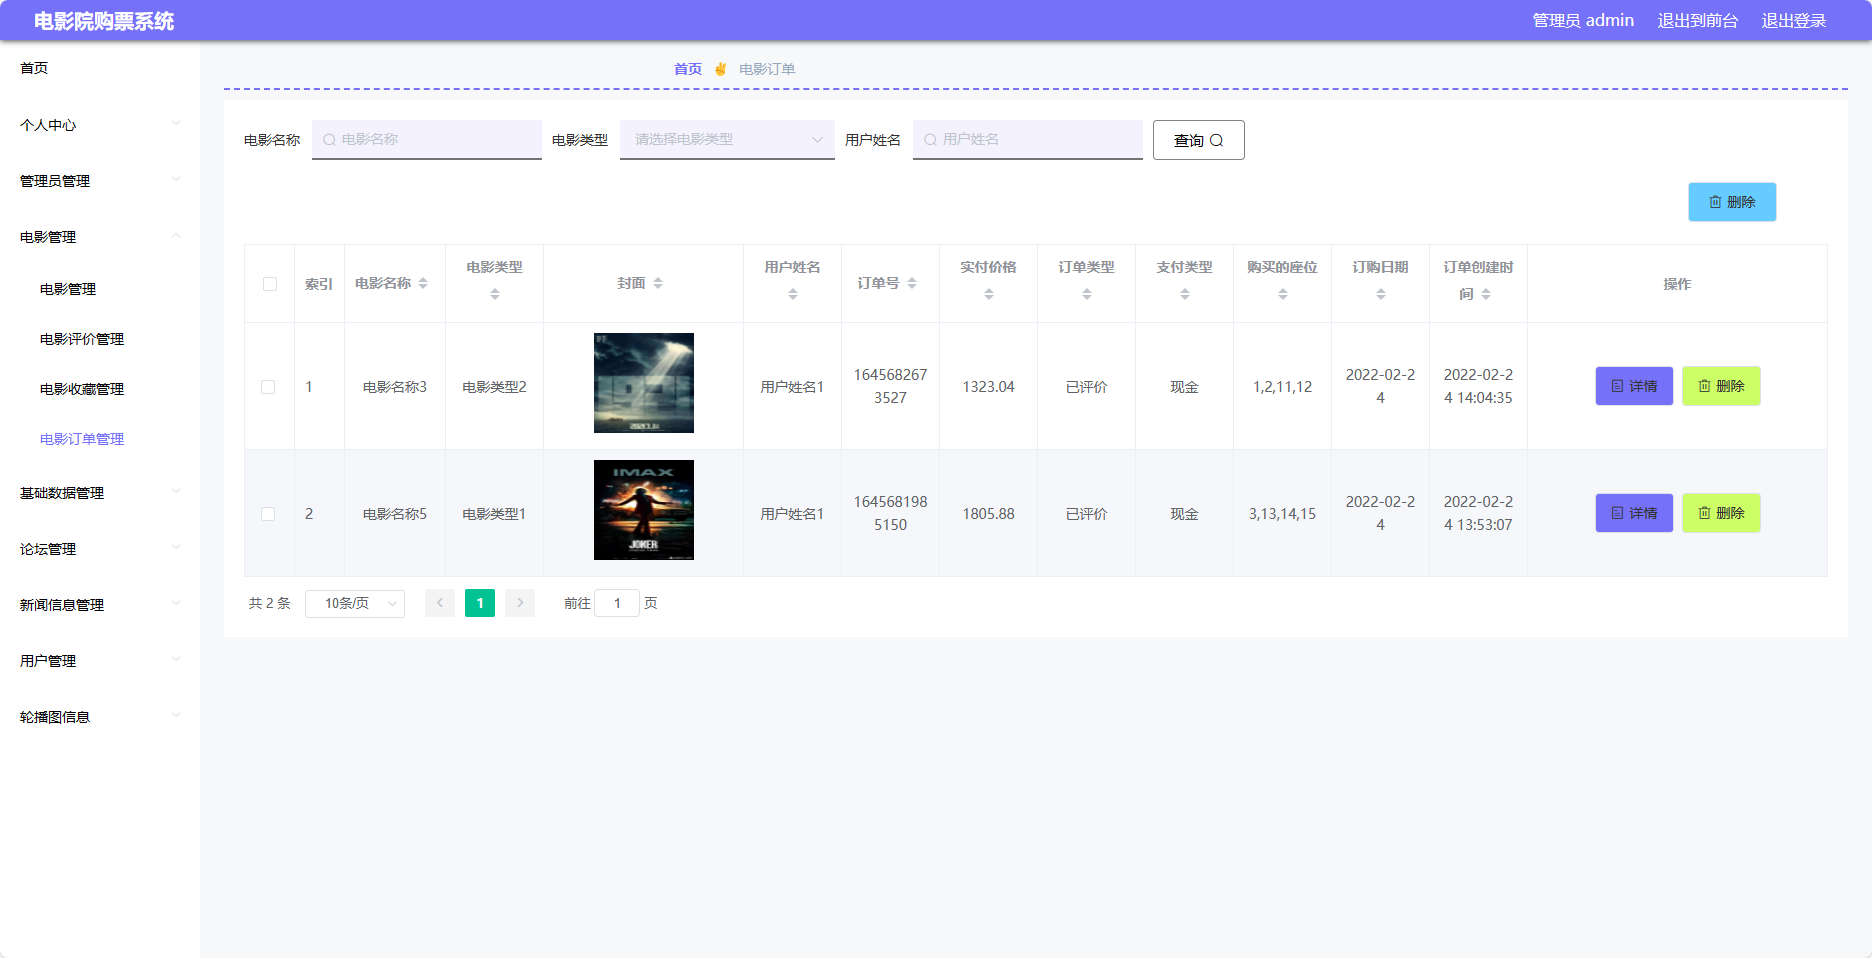 电影院购票系统
管理员 admin 退出到前台 退出登录
首页
个人中心
管理员管理
电影管理
电影管理
电影评价管理
电影收藏管理
电影订单管理
基础数据管理
论坛管理
新闻信息管理
用户管理
轮播图信息
首页 电影订单
电影名称 电影名称 电影类型 请选择电影类型 用户姓名 用户姓名 查询
删除
索引 电影名称 电影类型 封面 用户姓名 订单号 实付价格 订单类型 支付类型 购买的座位 订购日期 订单创建时
间 操作
1 电影名称3 电影类型2 用户姓名1 164568267
3527 1323.04 已评价 现金 1,2,11,12 2022-02-2
4 2022-02-2
4 14:04:35 详情 删除
IMAX
JOKER
2 电影名称5 电影类型1 用户姓名1 164568198
5150 1805.88 已评价 现金 3,13,14,15 2022-02-2
4 2022-02-2
4 13:53:07 详情 删除
共 2 条 10条/页 1 前往 1 页